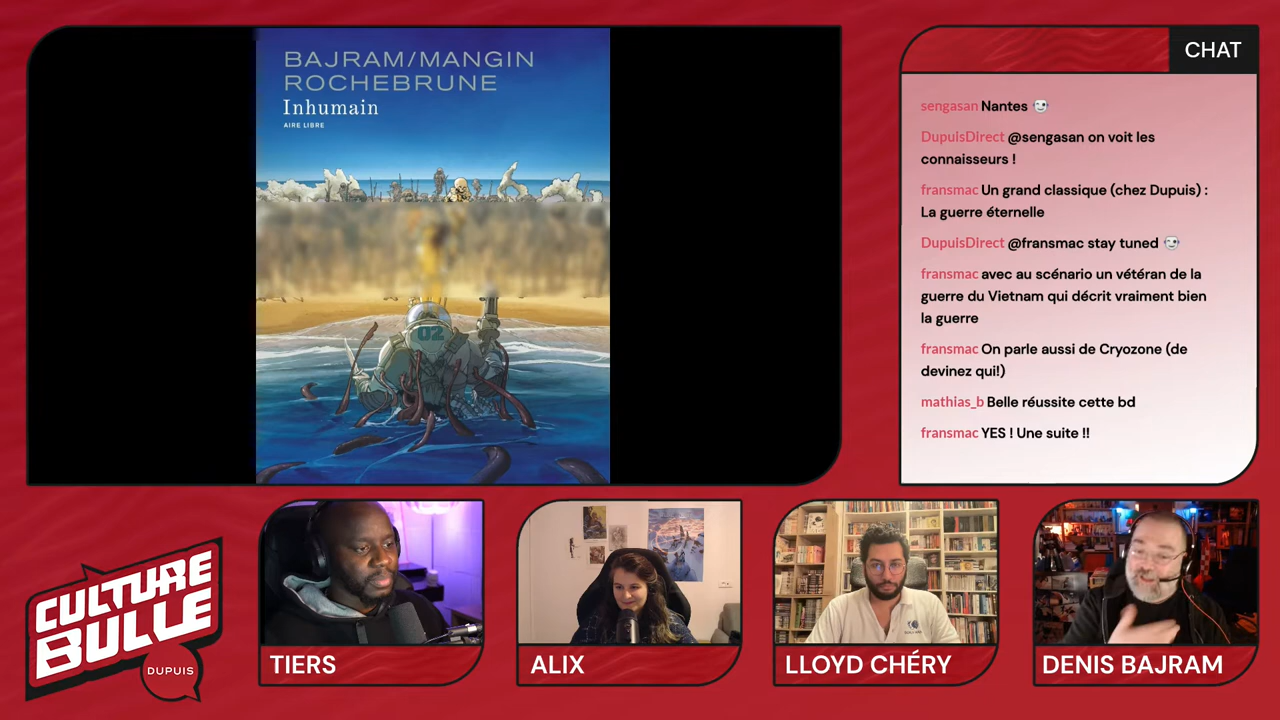 BAJRAM/MANGIN
ROCHEBRUNE
Inhumain
AIRE LIBRE
02
CHAT
sengasan Nantes
DupuisDirect @sengasan on voit les
connaisseurs !
fransmac Un grand classique (chez Dupuis) :
La guerre éternelle
DupuisDirect @fransmac stay tuned
fransmac avec au scénario un vétéran de la
guerre du Vietnam qui décrit vraiment bien
la guerre
fransmac On parle aussi de Cryozone (de
devinez qui!)
mathias_b Belle réussite cette bd
fransmac YES ! Une suite !!
CULTURE
BULLE
DUPUIS
TIERS
ALIX
LLOYD CHÉRY
DENIS BAJRAM